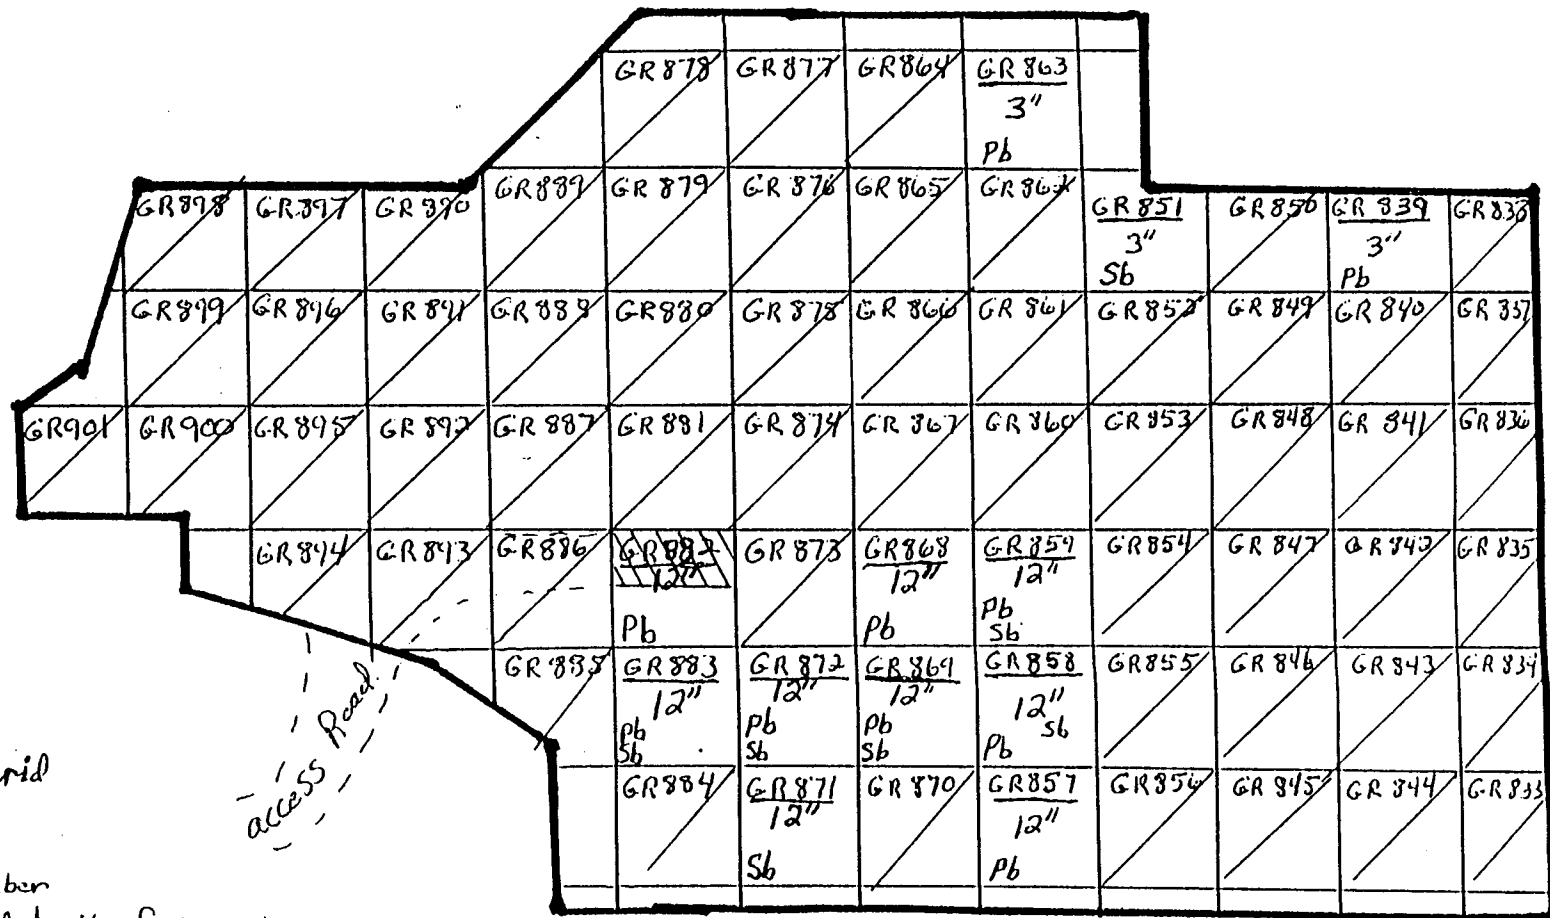 GR878 GR877 GR864 GR863
3"
Pb
GR898 GR897 GR890 GR889 GR879 GR876 GR865 GR862 GR851 GR850 GR839 GR838
3" 3"
Sb Pb
GR899 GR896 GR891 GR888 GR880 GR875 GR866 GR861 GR852 GR849 GR840 GR837
GR901 GR900 GR895 GR892 GR887 GR881 GR874 GR867 GR860 GR853 GR848 GR841 GR836
GR894 GR893 GR886 GR882 GR873 GR868 GR859 GR854 GR847 GR842 GR835
12" 12" 12"
Pb Pb Pb
Sb
GR885 GR883 GR872 GR869 GR858 GR855 GR846 GR843 GR834
12" 12" 12" 12"
Pb Pb Pb Sb
Sb Sb Sb Pb
access Road
GR884 GR871 GR870 GR857 GR856 GR845 GR844 GR833
12" 12"
Sb Pb
rid
ber